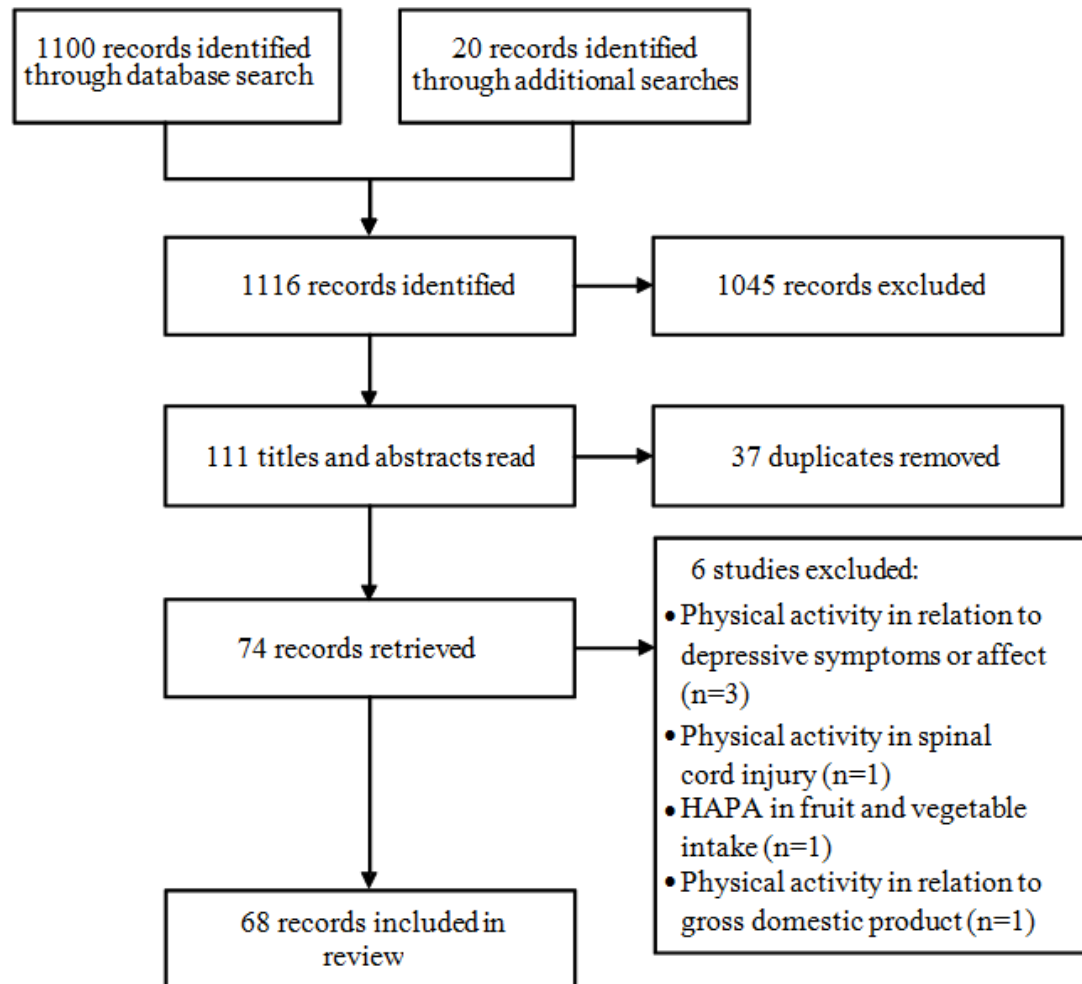 1100 records identified
through database search
20 records identified
through additional searches
1116 records identified
1045 records excluded
111 titles and abstracts read
37 duplicates removed
74 records retrieved
6 studies excluded:
• Physical activity in relation to
depressive symptoms or affect
(n=3)
• Physical activity in spinal
cord injury (n=1)
• HAPA in fruit and vegetable
intake (n=1)
• Physical activity in relation to
gross domestic product (n=1)
68 records included in
review